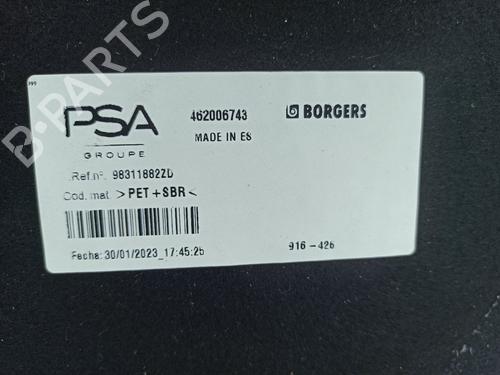 PSA
GROUPE
462006743
MADE IN ES
BORGERS
Ref.nº. 98311882ZD
Cod. mat. >PET+SBR<
Fecha: 30/01/2023_17:45:26
916-426
B-PARTS